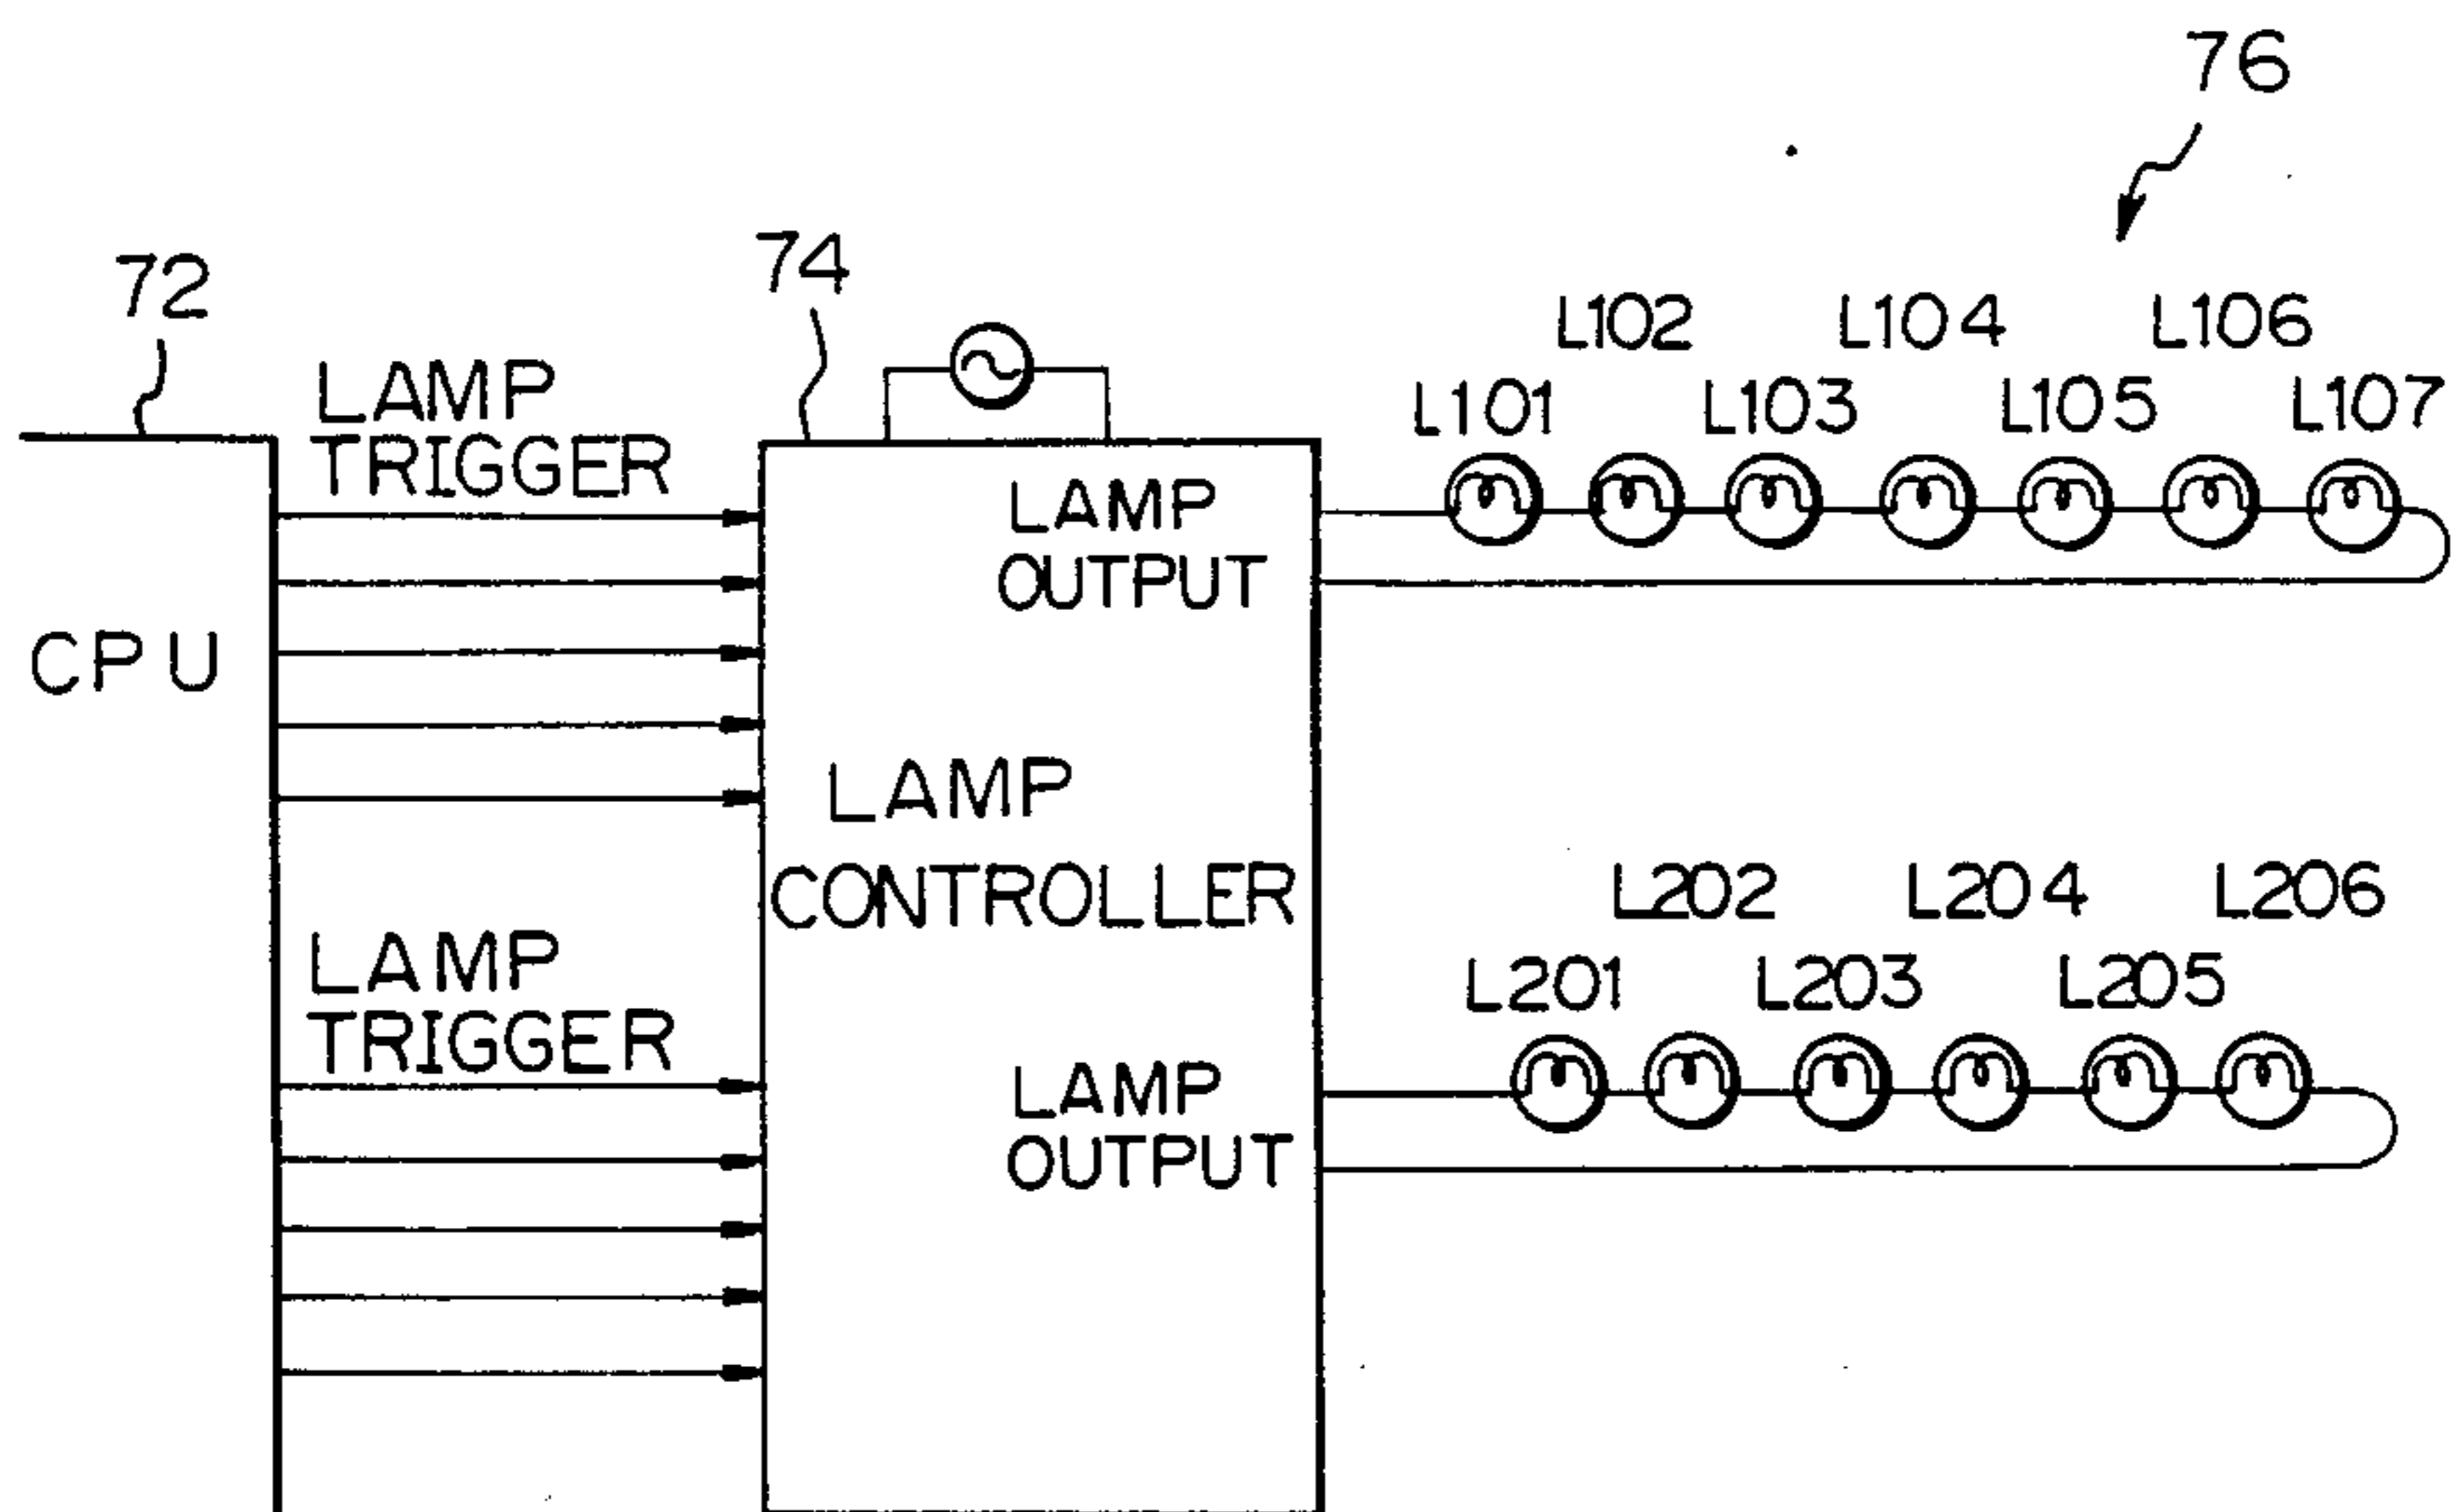 76
72
74
L102 L104 L106
L101 L103 L105 L107
LAMP
TRIGGER
LAMP
OUTPUT
CPU
LAMP
CONTROLLER
L202 L204 L206
L201 L203 L205
LAMP
TRIGGER
LAMP
OUTPUT